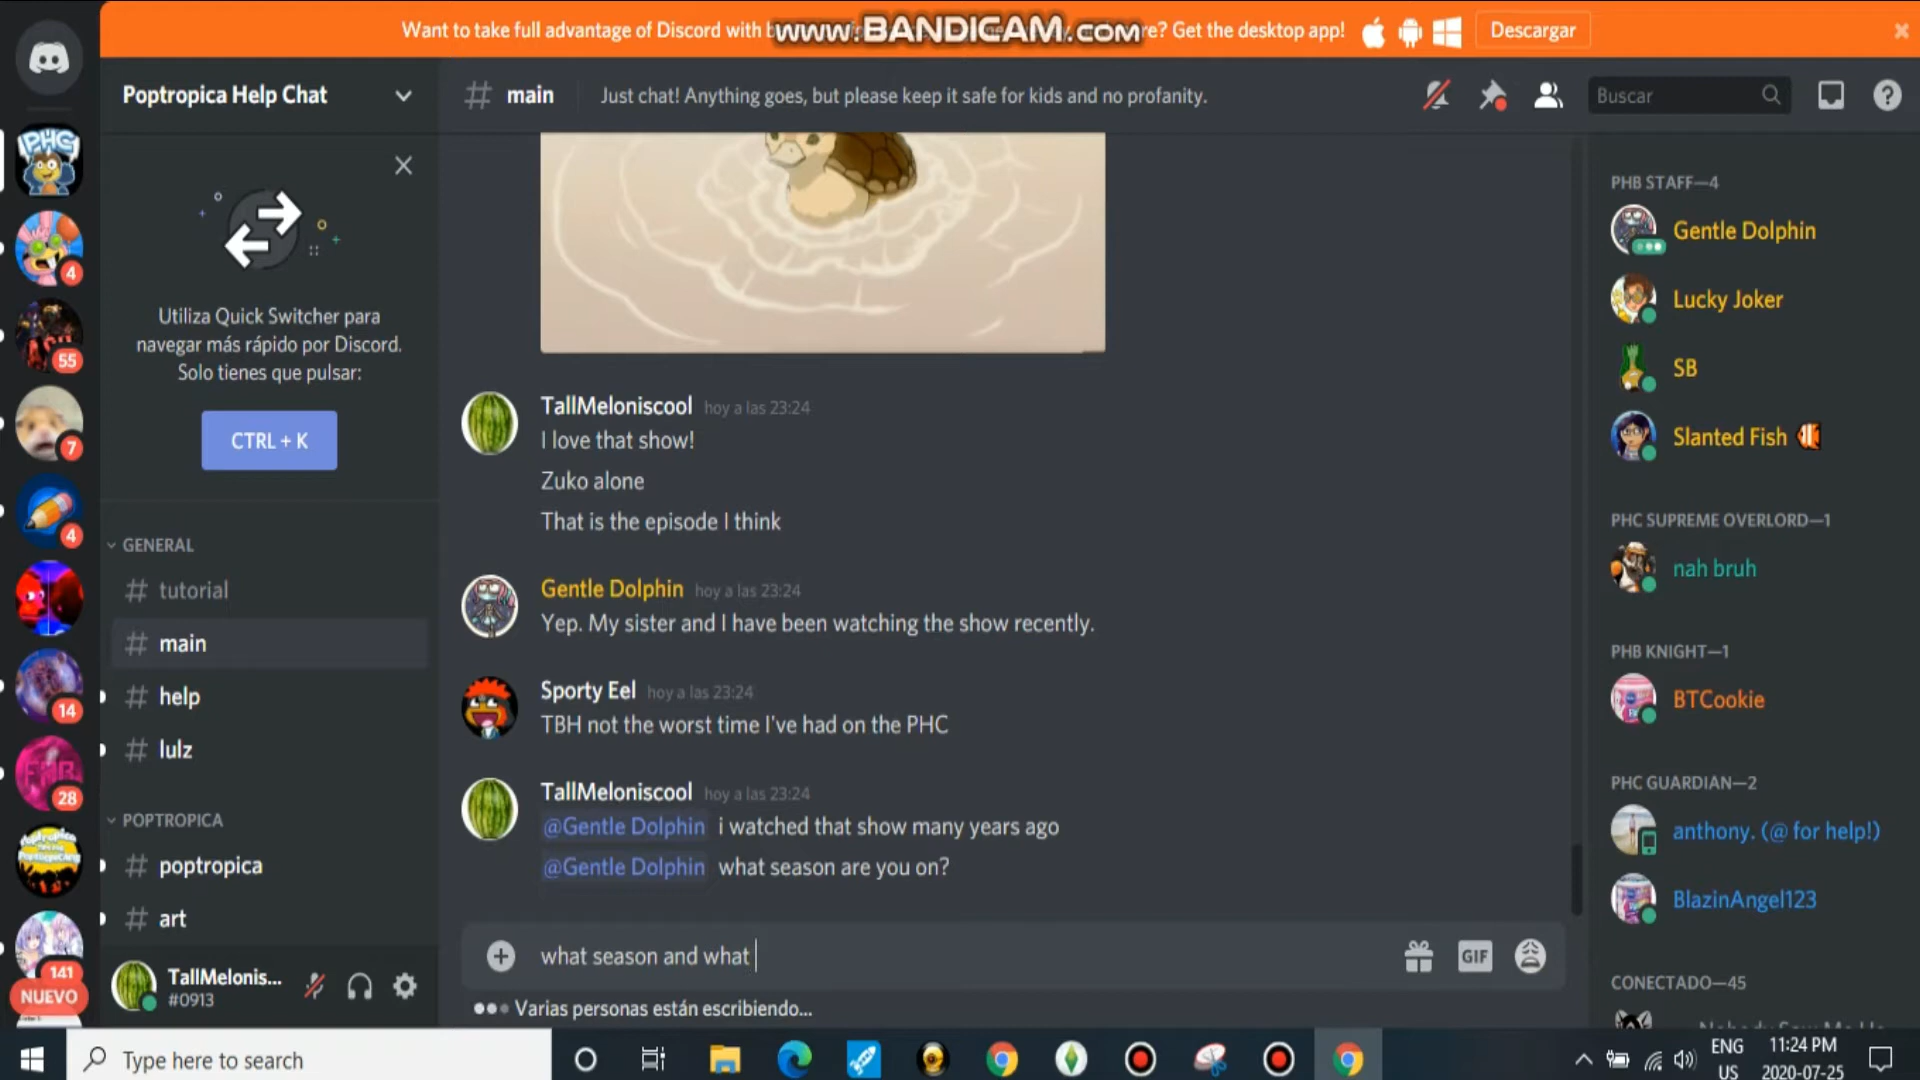 Want to take full advantage of Discord with b
www.BANDICAM.com
re? Get the desktop app!
Descargar
Poptropica Help Chat
main
Just chat! Anything goes, but please keep it safe for kids and no profanity.
Buscar
PHC
4
55
7
4
14
28
141
NUEVO
Utiliza Quick Switcher para
navegar más rápido por Discord.
Solo tienes que pulsar:
CTRL + K
GENERAL
# tutorial
# main
# help
# lulz
POPTROPICA
# poptropica
# art
TallMelonis...
#0913
TallMeloniscool hoy a las 23:24
I love that show!
Zuko alone
That is the episode I think
Gentle Dolphin hoy a las 23:24
Yep. My sister and I have been watching the show recently.
Sporty Eel hoy a las 23:24
TBH not the worst time I've had on the PHC
TallMeloniscool hoy a las 23:24
@Gentle Dolphin i watched that show many years ago
@Gentle Dolphin what season are you on?
what season and what
GIF
Varias personas están escribiendo...
PHB STAFF—4
Gentle Dolphin
Lucky Joker
SB
Slanted Fish
PHC SUPREME OVERLORD—1
nah bruh
PHB KNIGHT—1
BTCookie
PHC GUARDIAN—2
anthony. (@ for help!)
BlazinAngel123
CONECTADO—45
Type here to search
ENG
US
11:24 PM
2020-07-25